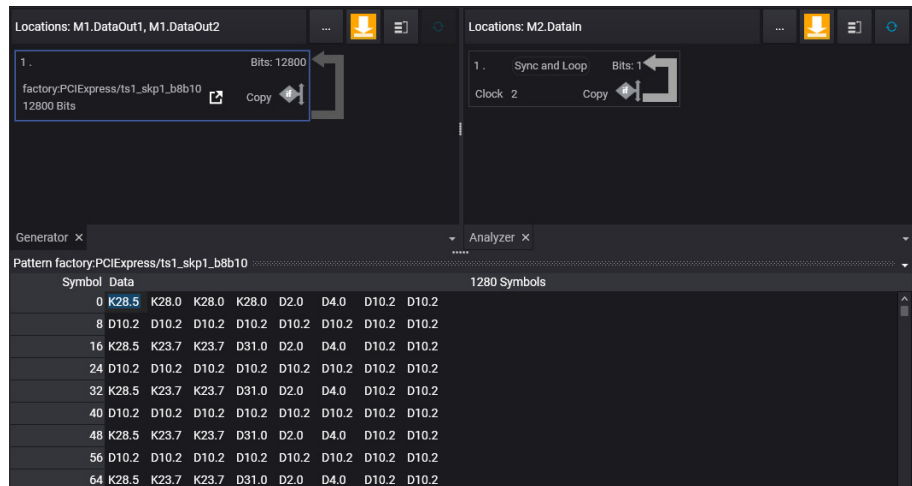 Locations: M1.DataOut1, M1.DataOut2
...
1 . Bits: 12800
factory:PCIExpress/ts1_skp1_b8b10
12800 Bits
Copy if
Generator ×
Locations: M2.DataIn
...
1 . Sync and Loop Bits: 1
Clock 2 Copy if
Analyzer ×
Pattern factory:PCIExpress/ts1_skp1_b8b10
Symbol Data 1280 Symbols
0 K28.5 K28.0 K28.0 K28.0 D2.0 D4.0 D10.2 D10.2
8 D10.2 D10.2 D10.2 D10.2 D10.2 D10.2 D10.2 D10.2
16 K28.5 K23.7 K23.7 D31.0 D2.0 D4.0 D10.2 D10.2
24 D10.2 D10.2 D10.2 D10.2 D10.2 D10.2 D10.2 D10.2
32 K28.5 K23.7 K23.7 D31.0 D2.0 D4.0 D10.2 D10.2
40 D10.2 D10.2 D10.2 D10.2 D10.2 D10.2 D10.2 D10.2
48 K28.5 K23.7 K23.7 D31.0 D2.0 D4.0 D10.2 D10.2
56 D10.2 D10.2 D10.2 D10.2 D10.2 D10.2 D10.2 D10.2
64 K28.5 K23.7 K23.7 D31.0 D2.0 D4.0 D10.2 D10.2